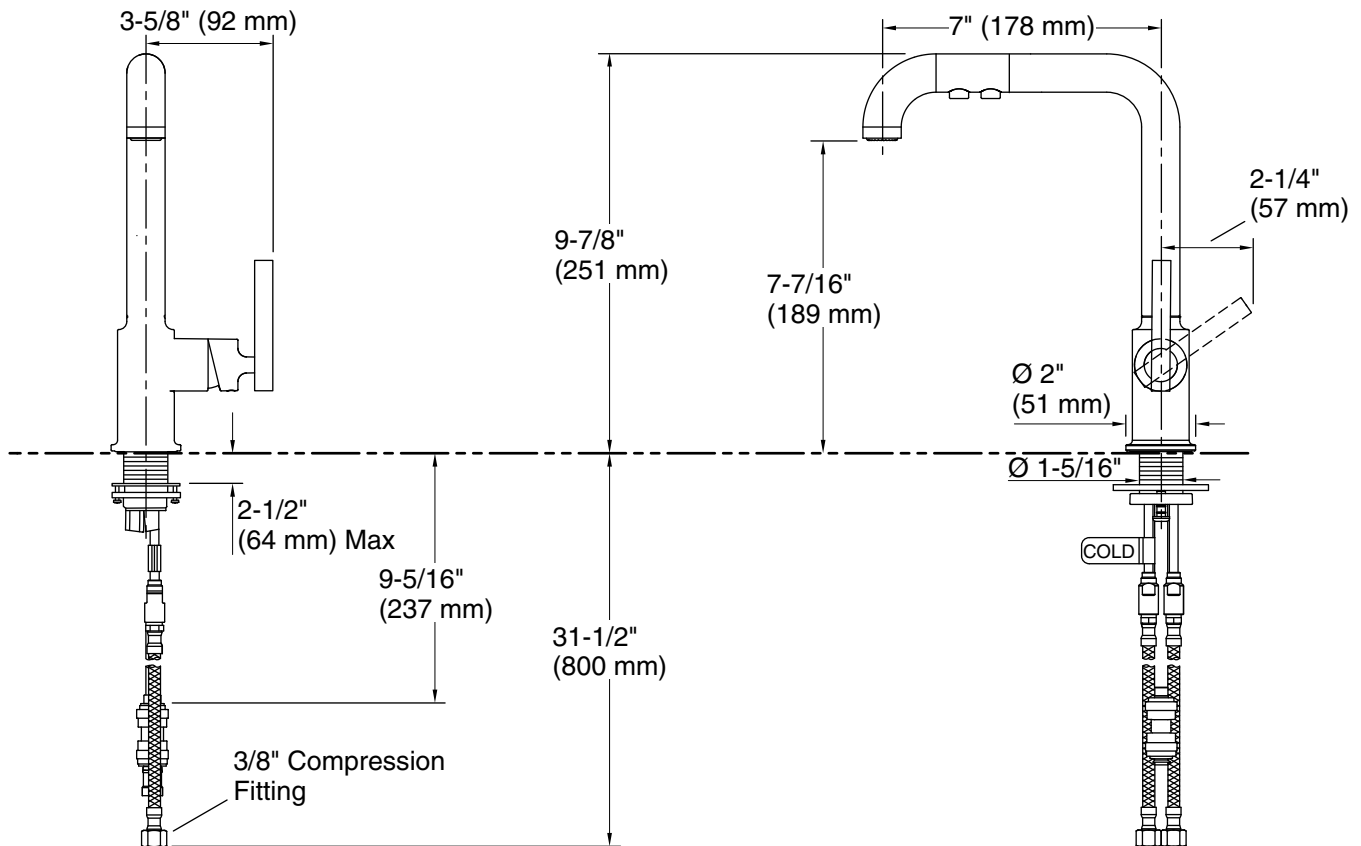 3-5/8" (92 mm)
7" (178 mm)
2-1/4"
(57 mm)
9-7/8"
(251 mm)
7-7/16"
(189 mm)
Ø 2"
(51 mm)
Ø 1-5/16"
2-1/2"
(64 mm) Max
COLD
9-5/16"
(237 mm)
31-1/2"
(800 mm)
3/8" Compression
Fitting